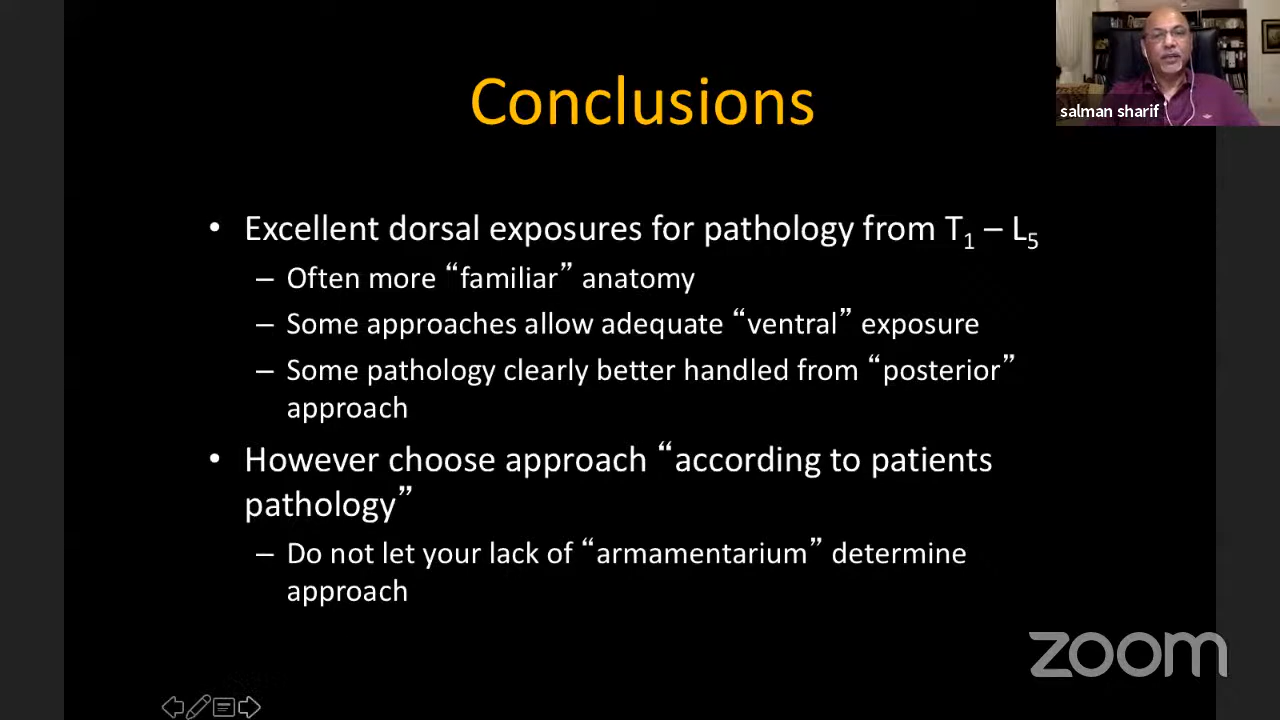 Conclusions
salman sharif
• Excellent dorsal exposures for pathology from T₁ – L₅
– Often more “familiar” anatomy
– Some approaches allow adequate “ventral” exposure
– Some pathology clearly better handled from “posterior”
approach
• However choose approach “according to patients
pathology”
– Do not let your lack of “armamentarium” determine
approach
zoom